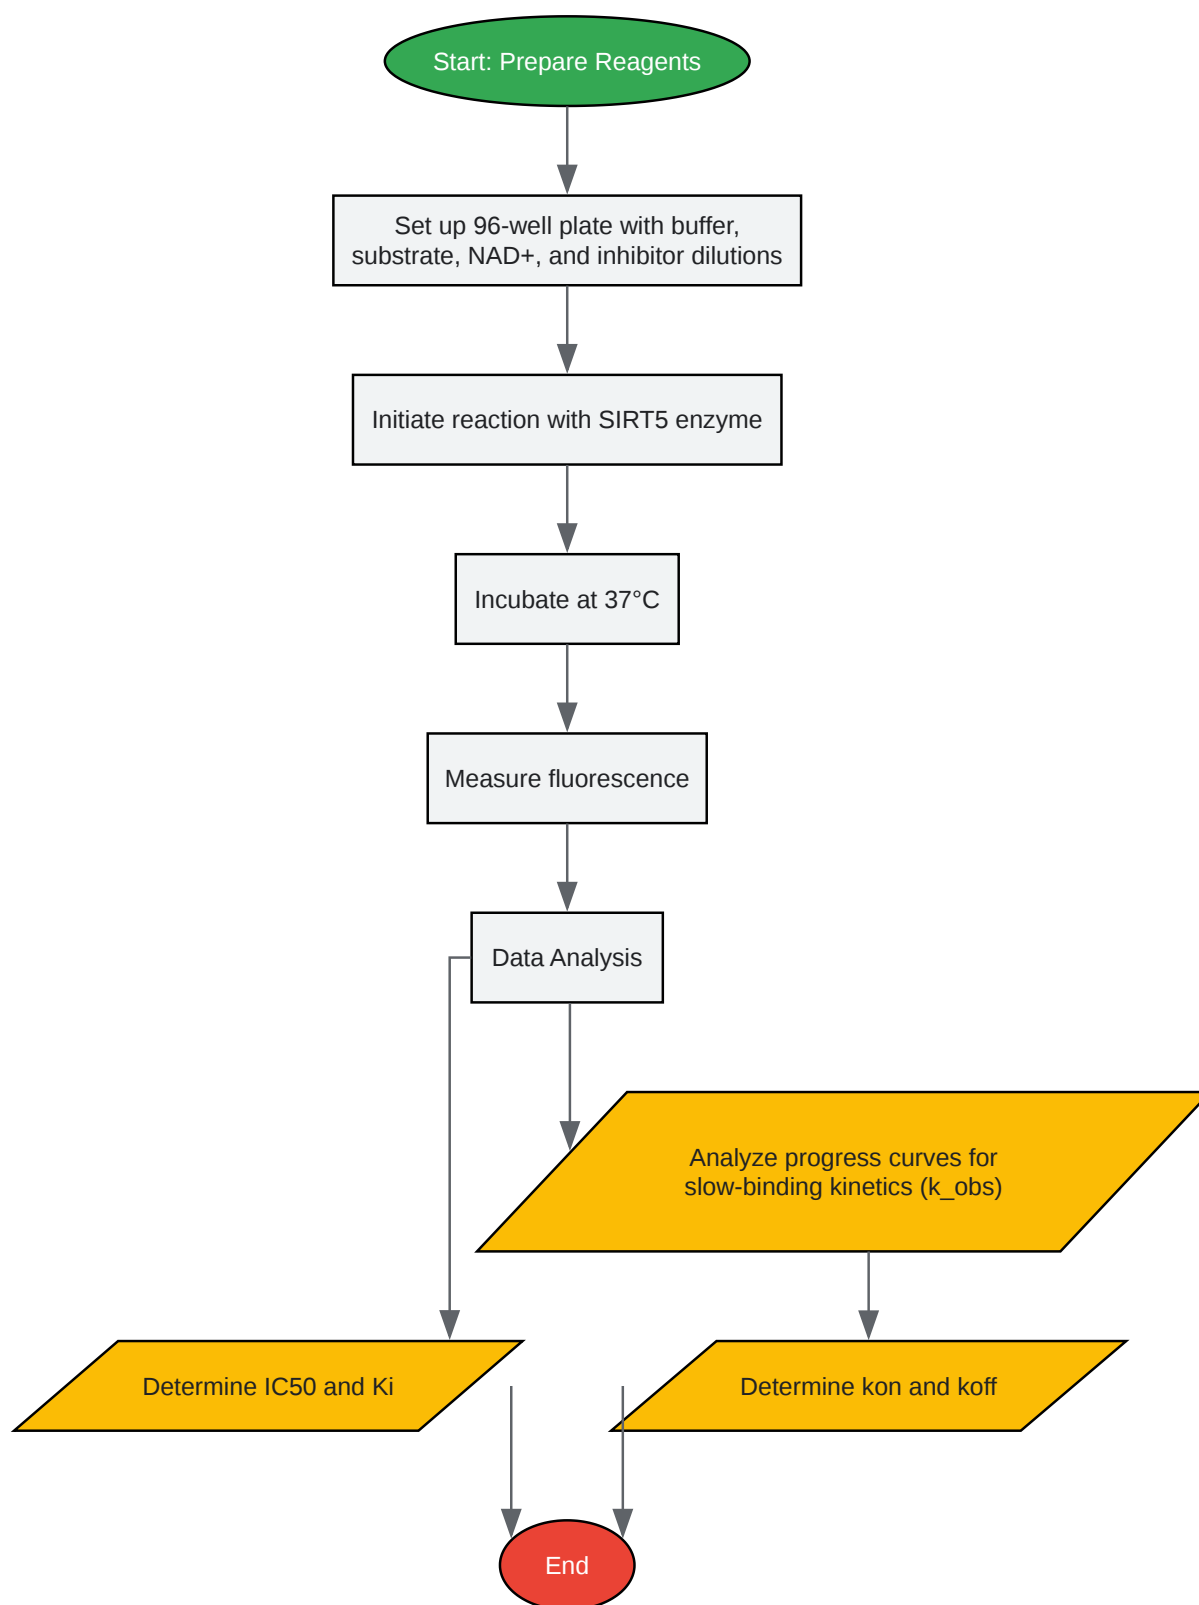 Start: Prepare Reagents
Set up 96-well plate with buffer,
substrate, NAD+, and inhibitor dilutions
Initiate reaction with SIRT5 enzyme
Incubate at 37°C
Measure fluorescence
Data Analysis
Analyze progress curves for
slow-binding kinetics (k_obs)
Determine IC50 and Ki
Determine kon and koff
End